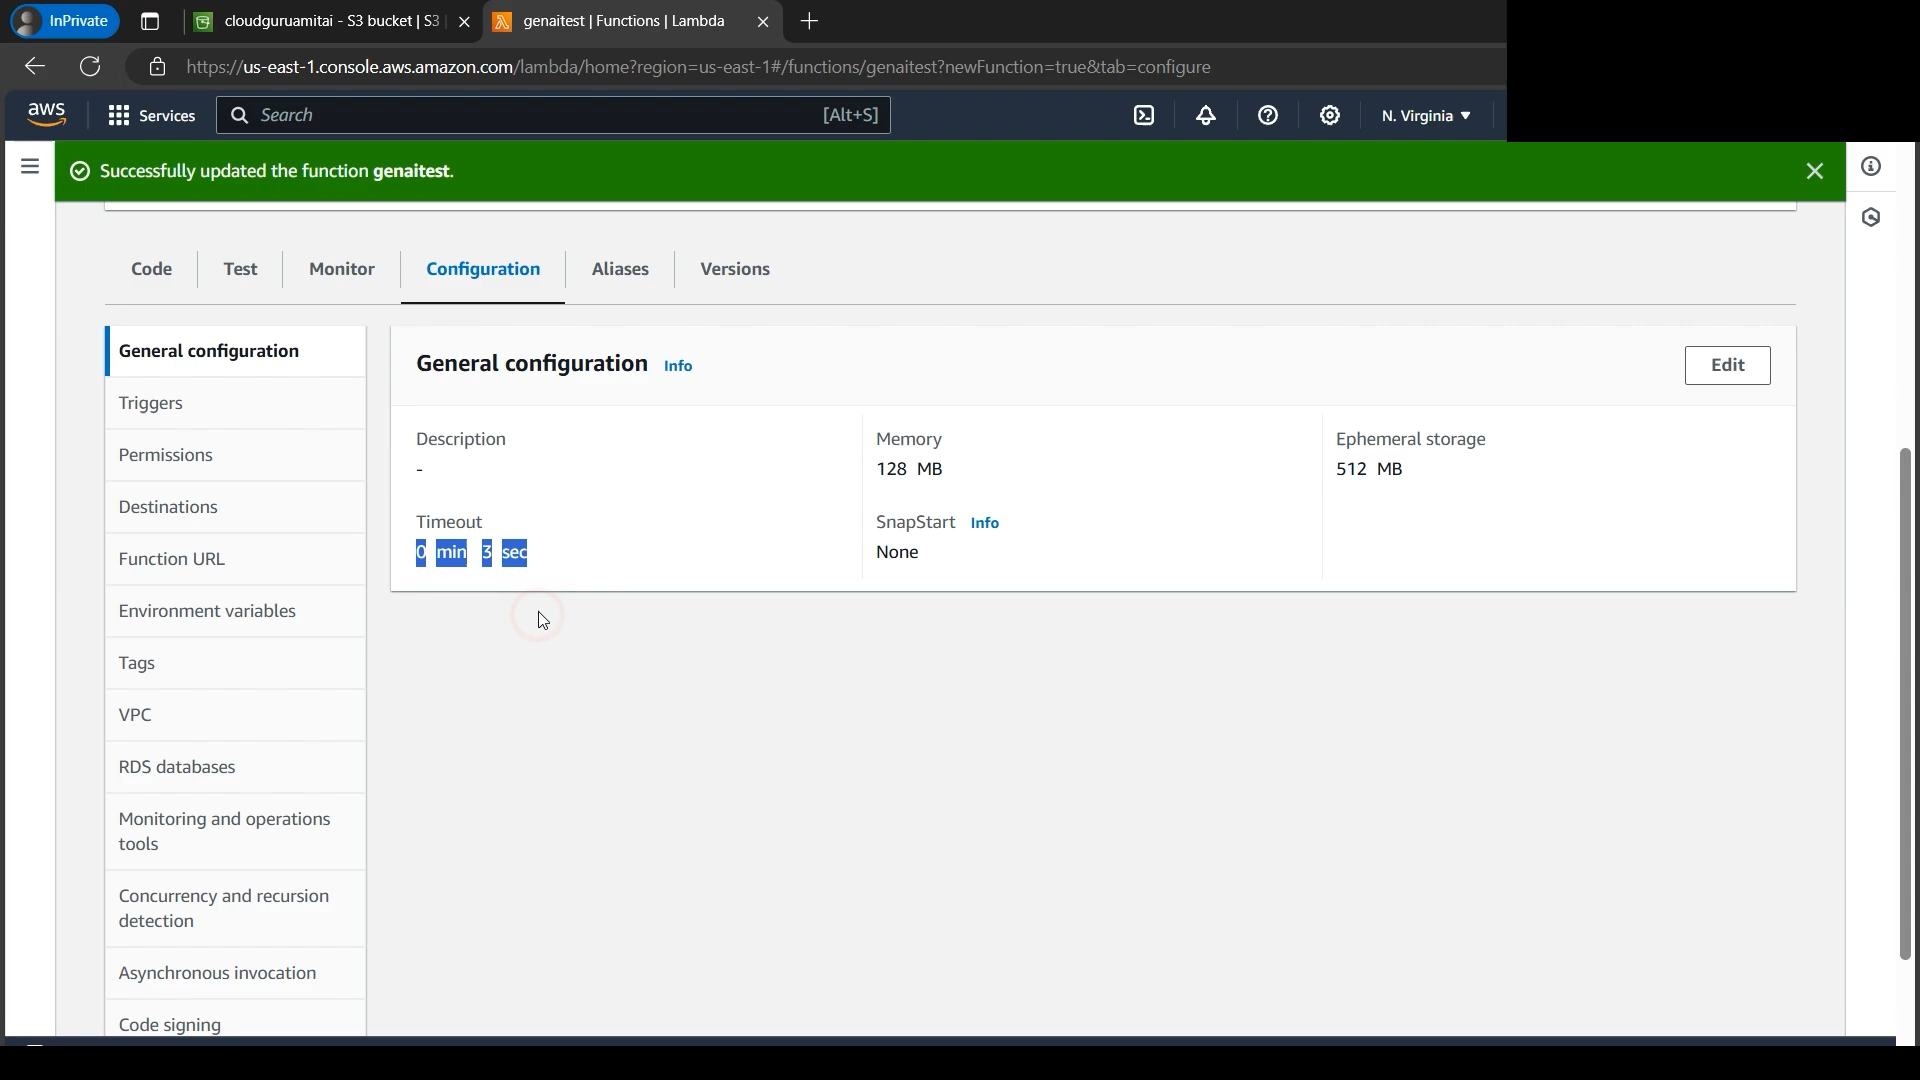 InPrivate
cloudguruamitai - S3 bucket | S3
genaitest | Functions | Lambda
https://us-east-1.console.aws.amazon.com/lambda/home?region=us-east-1#/functions/genaitest?newFunction=true&tab=configure
aws
Services
Search
[Alt+S]
N. Virginia
Successfully updated the function genaitest.
Code
Test
Monitor
Configuration
Aliases
Versions
General configuration
Triggers
Permissions
Destinations
Function URL
Environment variables
Tags
VPC
RDS databases
Monitoring and operations
tools
Concurrency and recursion
detection
Asynchronous invocation
Code signing
General configuration Info
Edit
Description
-
Memory
128 MB
Ephemeral storage
512 MB
Timeout
0 min 3 sec
SnapStart Info
None